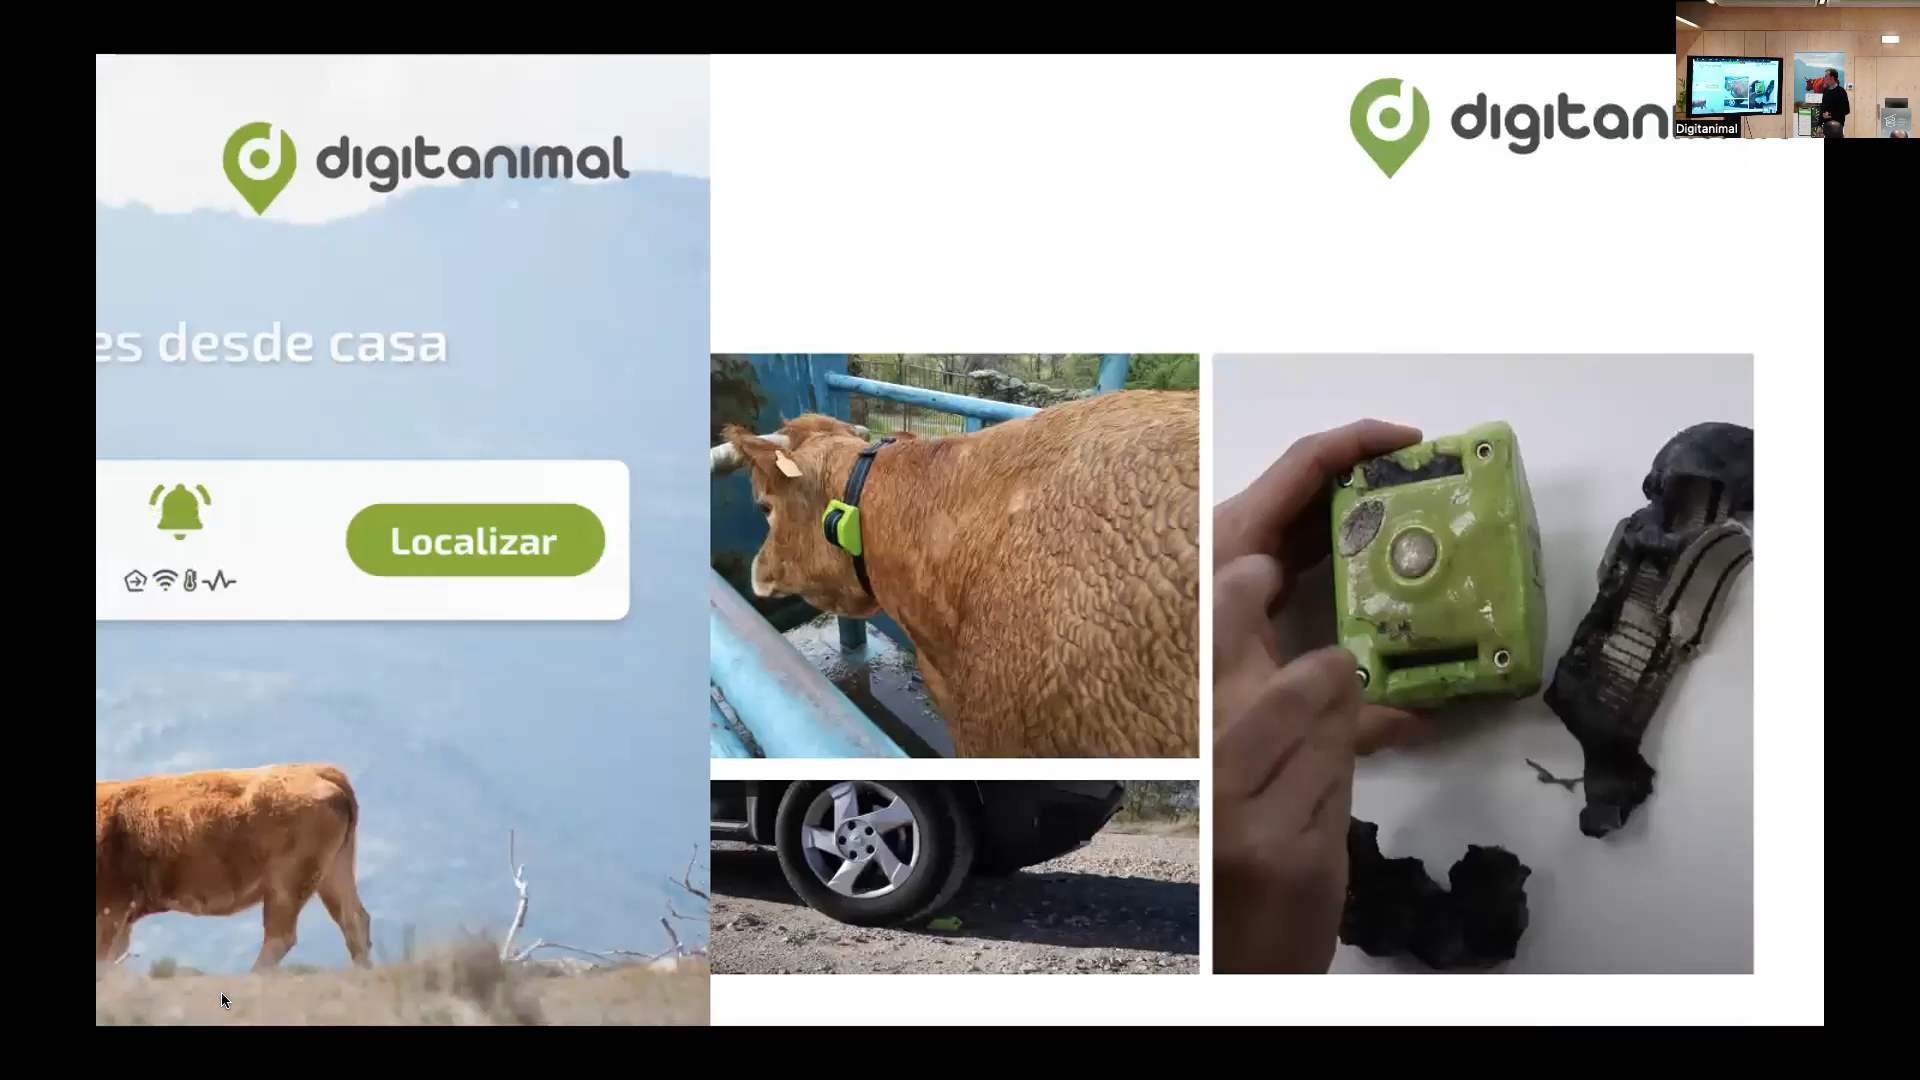 digitanimal
es desde casa
Localizar
digitan
Digitanimal